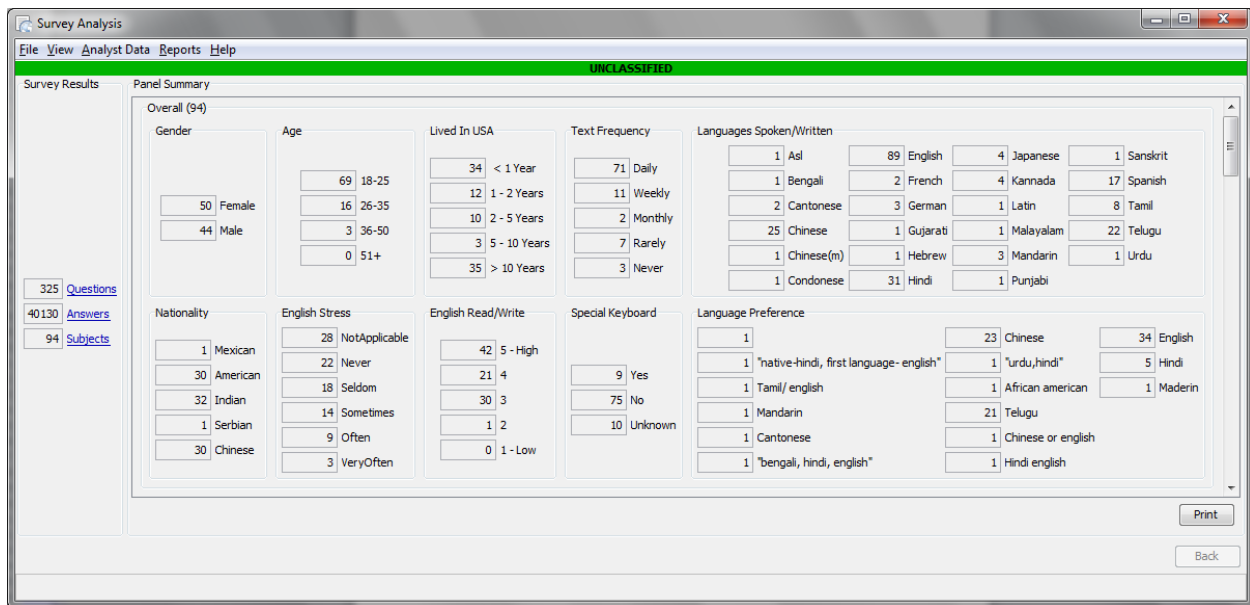 Survey Analysis
File View Analyst Data Reports Help
UNCLASSIFIED
Survey Results
325 Questions
40130 Answers
94 Subjects
Panel Summary
Overall (94)
Gender
50 Female
44 Male
Age
69 18-25
16 26-35
3 36-50
0 51+
Lived In USA
34 < 1 Year
12 1 - 2 Years
10 2 - 5 Years
3 5 - 10 Years
35 > 10 Years
Text Frequency
71 Daily
11 Weekly
2 Monthly
7 Rarely
3 Never
Languages Spoken/Written
1 Asl 89 English 4 Japanese 1 Sanskrit
1 Bengali 2 French 4 Kannada 17 Spanish
2 Cantonese 3 German 1 Latin 8 Tamil
25 Chinese 1 Gujarati 1 Malayalam 22 Telugu
1 Chinese(m) 1 Hebrew 3 Mandarin 1 Urdu
1 Condonese 31 Hindi 1 Punjabi
Nationality
1 Mexican
30 American
32 Indian
1 Serbian
30 Chinese
English Stress
28 NotApplicable
22 Never
18 Seldom
14 Sometimes
9 Often
3 VeryOften
English Read/Write
42 5 - High
21 4
30 3
1 2
0 1 - Low
Special Keyboard
9 Yes
75 No
10 Unknown
Language Preference
1 23 Chinese 34 English
1 "native-hindi, first language- english" 1 "urdu,hindi" 5 Hindi
1 Tamil/ english 1 African american 1 Maderin
1 Mandarin 21 Telugu
1 Cantonese 1 Chinese or english
1 "bengali, hindi, english" 1 Hindi english
Print
Back